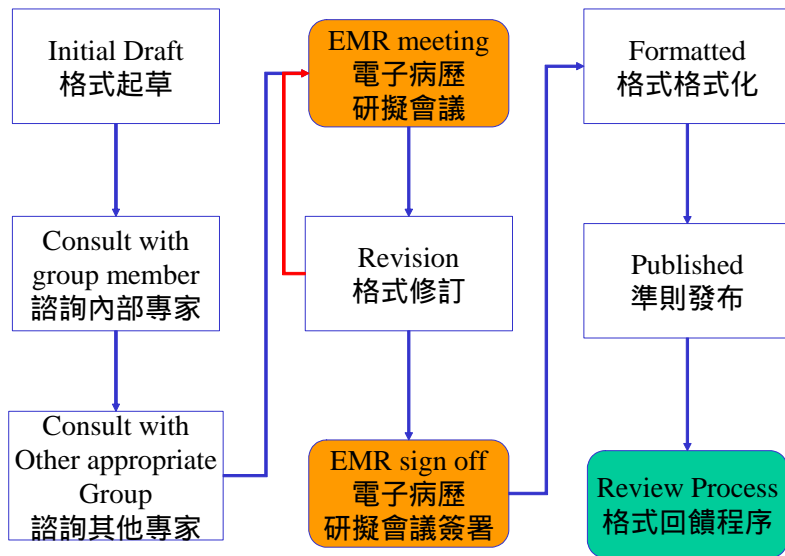 Initial Draft
格式起草
Consult with
group member
諮詢內部專家
Consult with
Other appropriate
Group
諮詢其他專家
EMR meeting
電子病歷
研擬會議
Revision
格式修訂
EMR sign off
電子病歷
研擬會議簽署
Formatted
格式格式化
Published
準則發布
Review Process
格式回饋程序